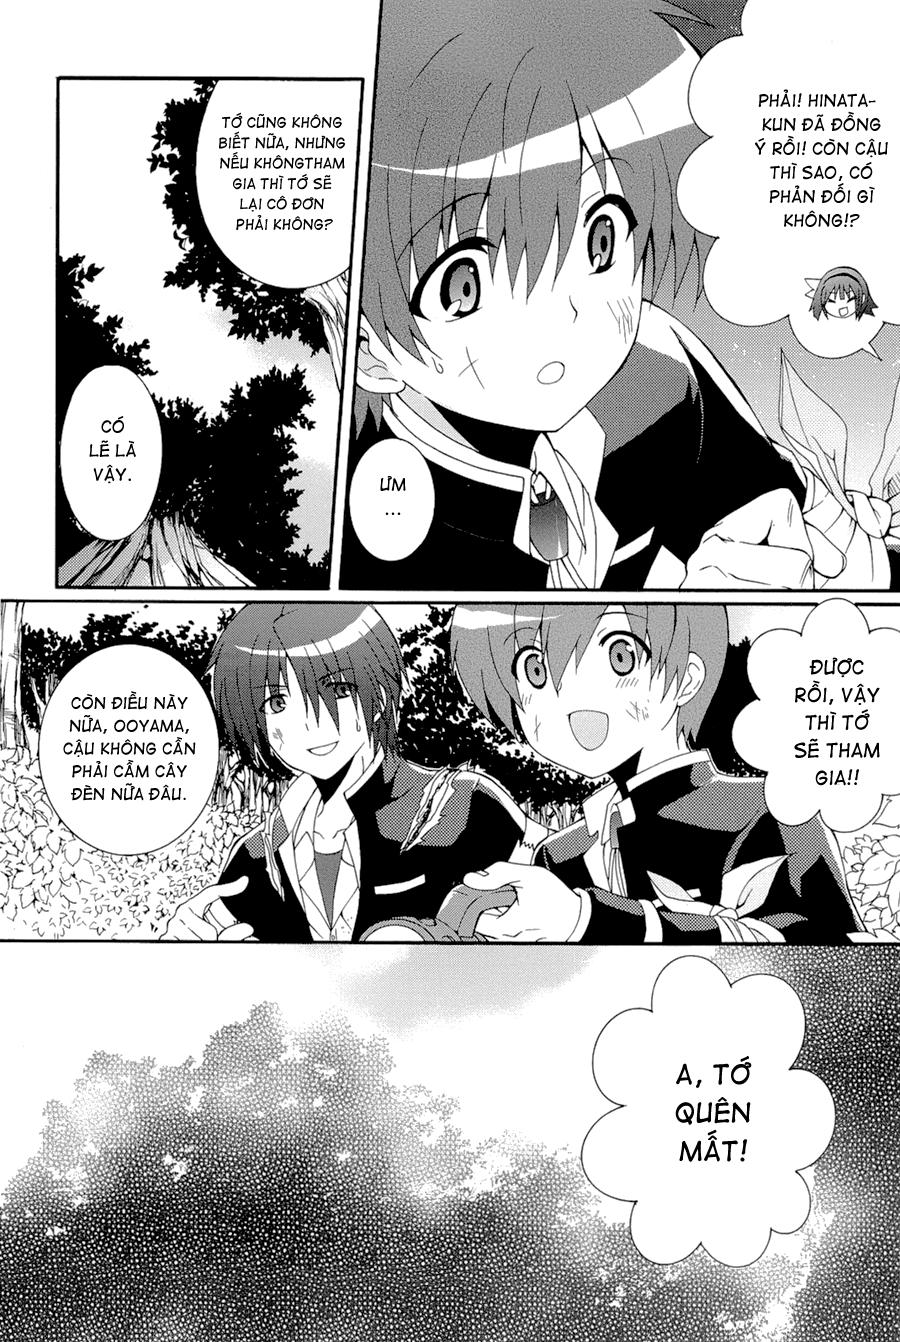 PHẢI! HINATA-
KUN ĐÃ ĐỒNG
Ý RỒI! CÒN CẬU
THÌ SAO, CÓ
PHẢN ĐỐI GÌ
KHÔNG!?
ƯM
...
TỚ CŨNG KHÔNG
BIẾT NỮA, NHƯNG
NẾU KHÔNGTHAM
GIA THÌ TỚ SẼ
LẠI CÔ ĐƠN
PHẢI KHÔNG?
CÓ
LẼ LÀ
VẬY.
ĐƯỢC
RỒI, VẬY
THÌ TỚ
SẼ THAM
GIA!!
CÒN ĐIỀU NÀY
NỮA, OOYAMA,
CẬU KHÔNG CẦN
PHẢI CẦM CÂY
ĐÈN NỮA ĐÂU.
A, TỚ
QUÊN
MẤT!